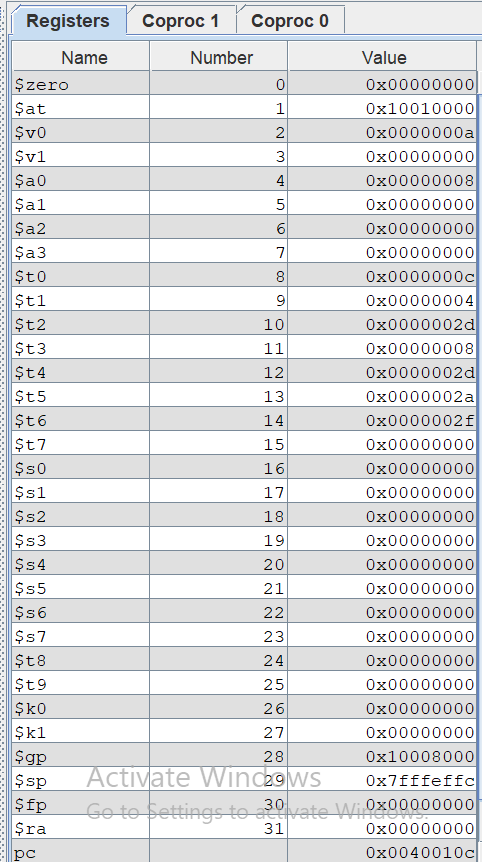 Registers Coproc 1 Coproc 0
Name Number Value
$zero 0 0x00000000
$at 1 0x10010000
$v0 2 0x0000000a
$v1 3 0x00000000
$a0 4 0x00000008
$a1 5 0x00000000
$a2 6 0x00000000
$a3 7 0x00000000
$t0 8 0x0000000c
$t1 9 0x00000004
$t2 10 0x0000002d
$t3 11 0x00000008
$t4 12 0x0000002d
$t5 13 0x0000002a
$t6 14 0x0000002f
$t7 15 0x00000000
$s0 16 0x00000000
$s1 17 0x00000000
$s2 18 0x00000000
$s3 19 0x00000000
$s4 20 0x00000000
$s5 21 0x00000000
$s6 22 0x00000000
$s7 23 0x00000000
$t8 24 0x00000000
$t9 25 0x00000000
$k0 26 0x00000000
$k1 27 0x00000000
$gp 28 0x10008000
$sp 29 0x7fffeffc
Activate Windows
$fp 30 0x00000000
Go to Settings to activate Windows.
$ra 31 0x00000000
pc 0x0040010c